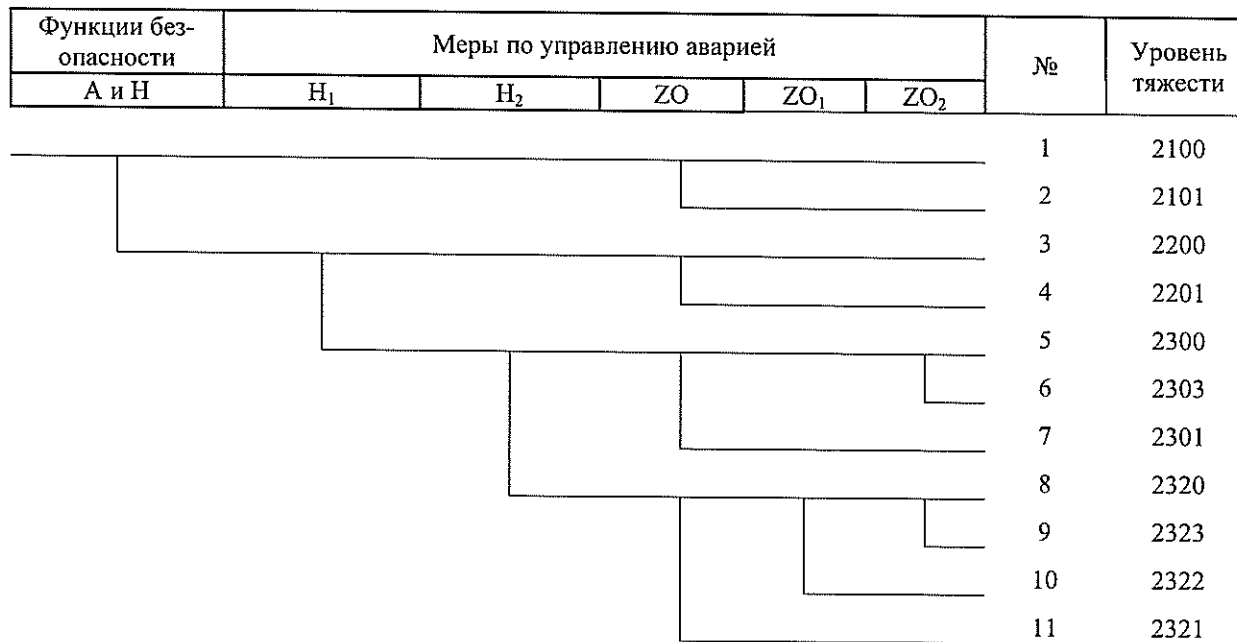 Функции без-
опасности
Меры по управлению аварией
№
Уровень
тяжести
А и Н
H₁
H₂
ZO
ZO₁
ZO₂
1 2100
2 2101
3 2200
4 2201
5 2300
6 2303
7 2301
8 2320
9 2323
10 2322
11 2321